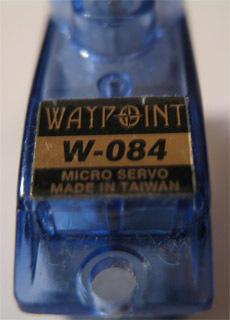 WAYPOINT
W-084
MICRO SERVO
MADE IN TAIWAN